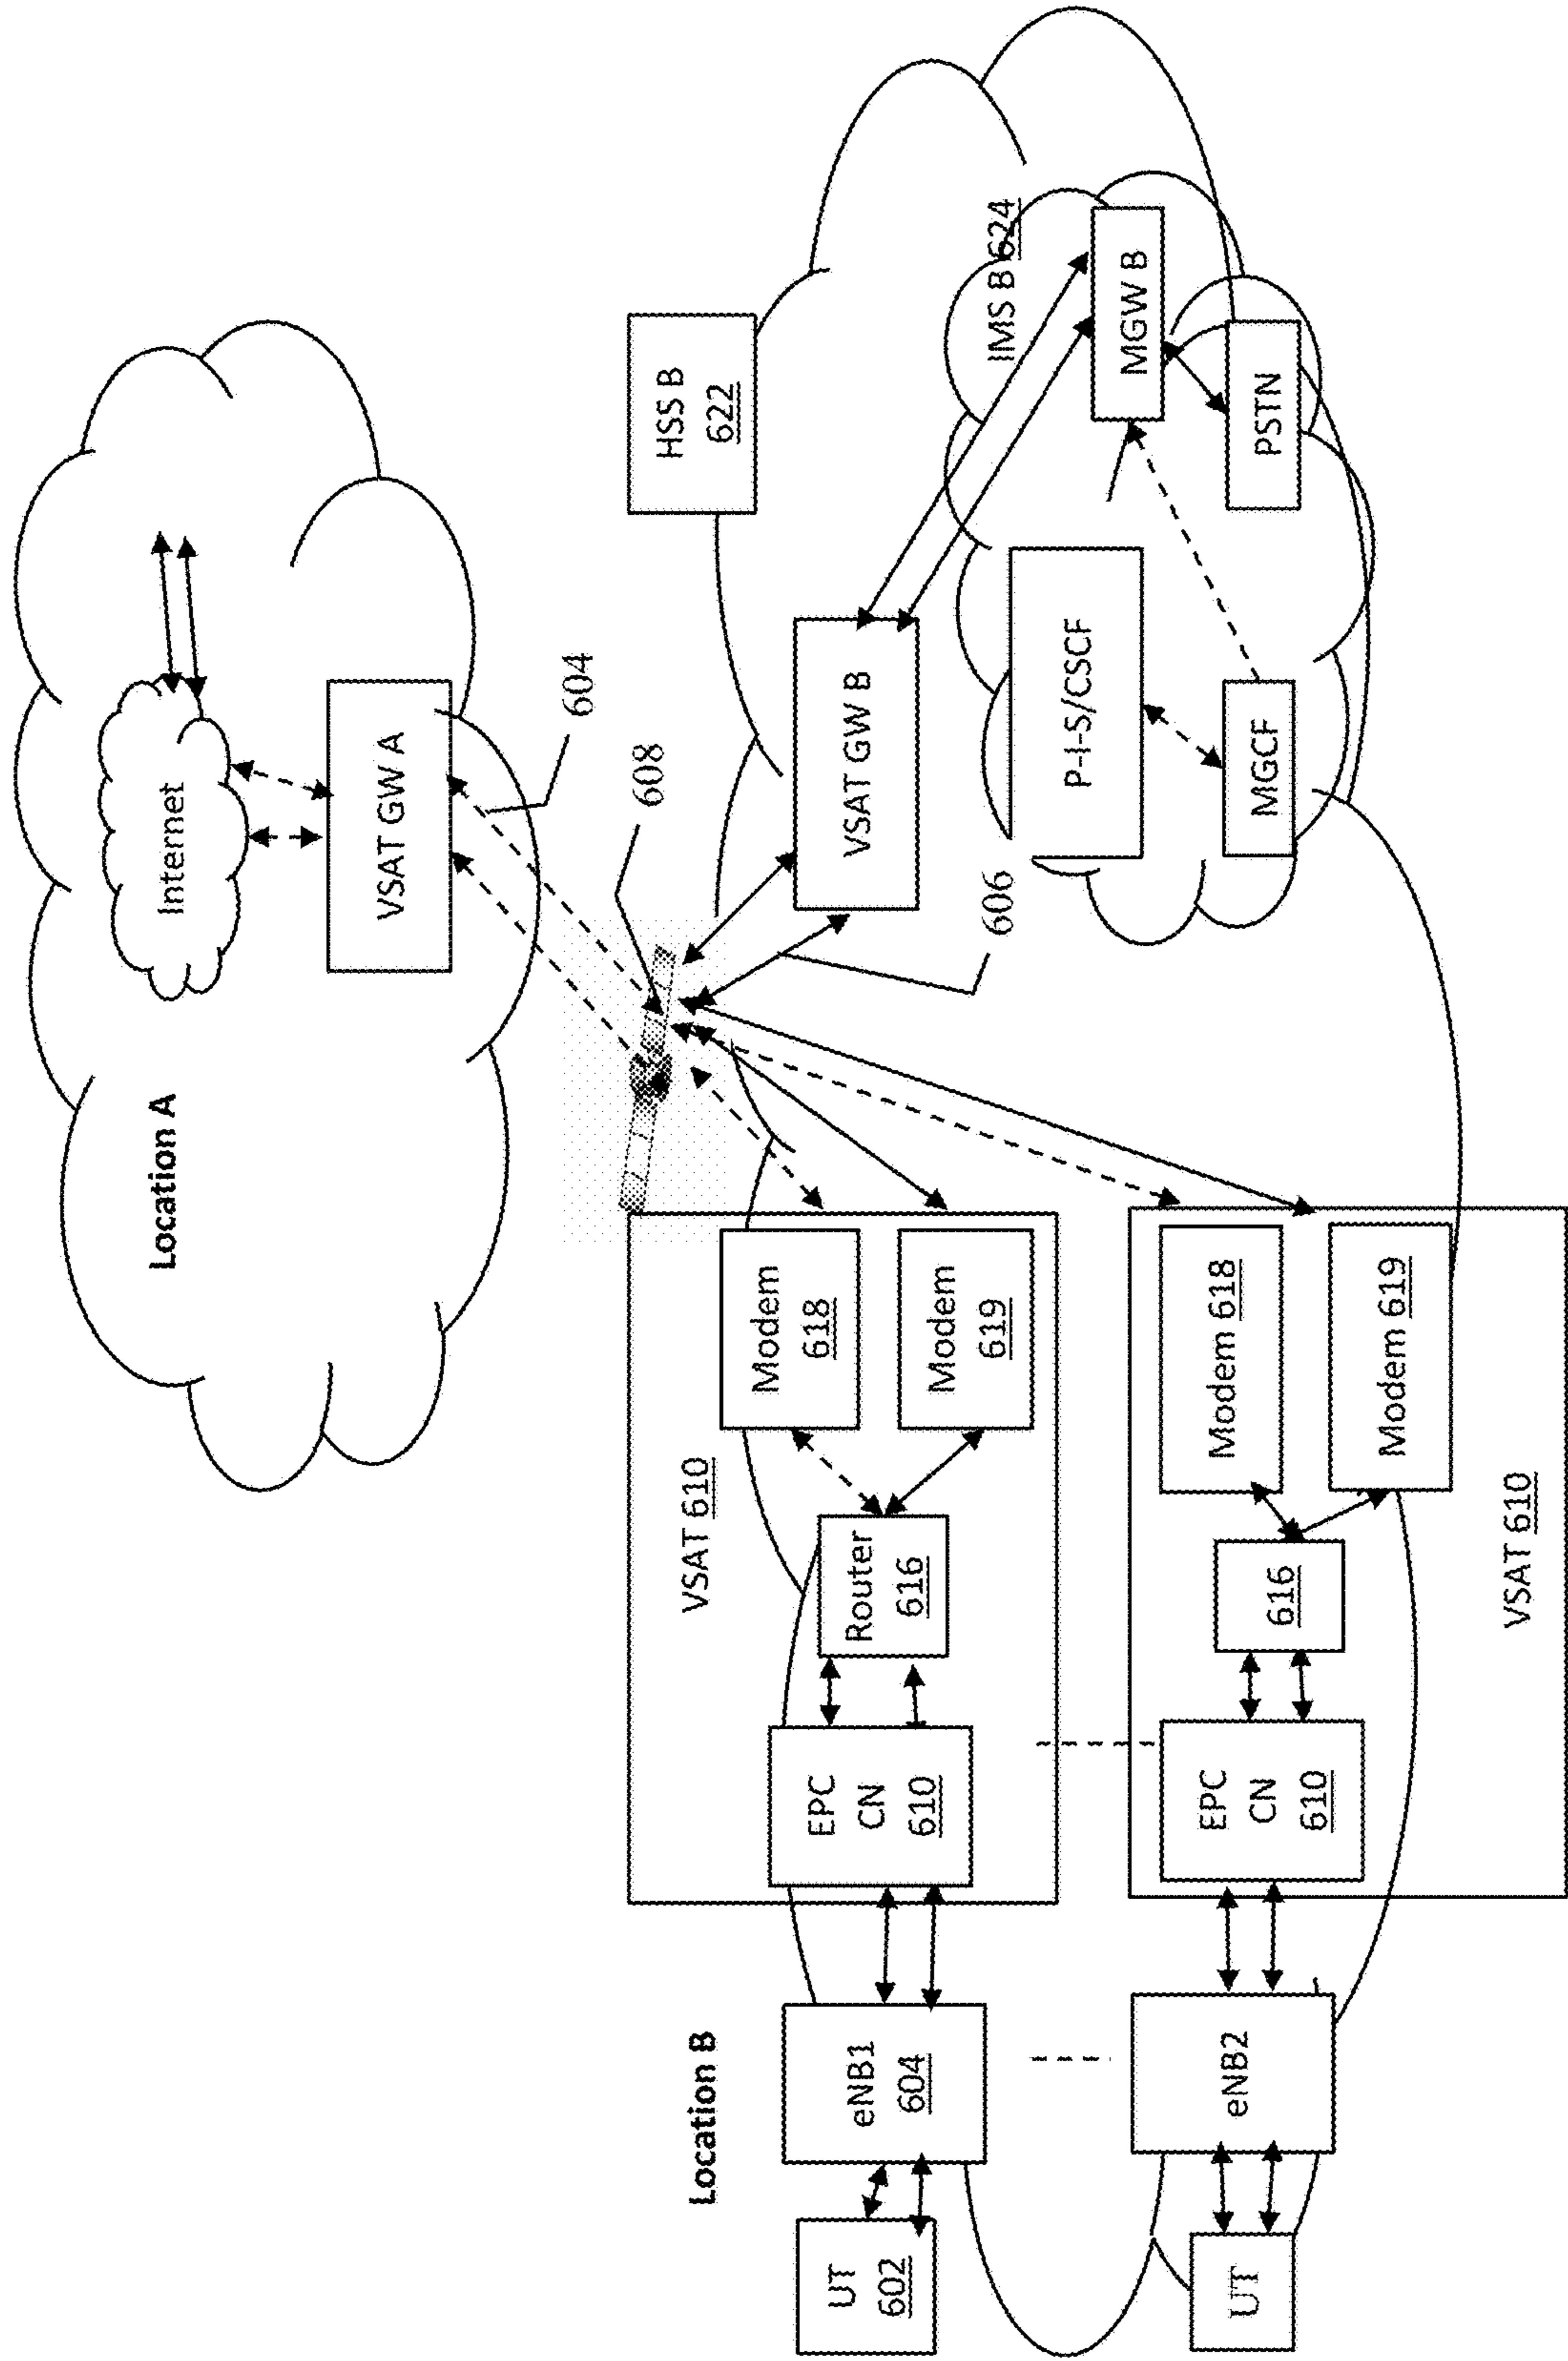 Location A
Internet
VSAT GW A
604
608
HSS B
622
Location B
UT
602
eNB1
604
EPC
CN
610
VSAT 610
Router
616
Modem
618
Modem
619
VSAT GW B
606
IMS B 624
P-I-S/CSCF
MGW B
MGCF
PSTN
UT
eNB2
EPC
CN
610
616
Modem 618
Modem 619
VSAT 610